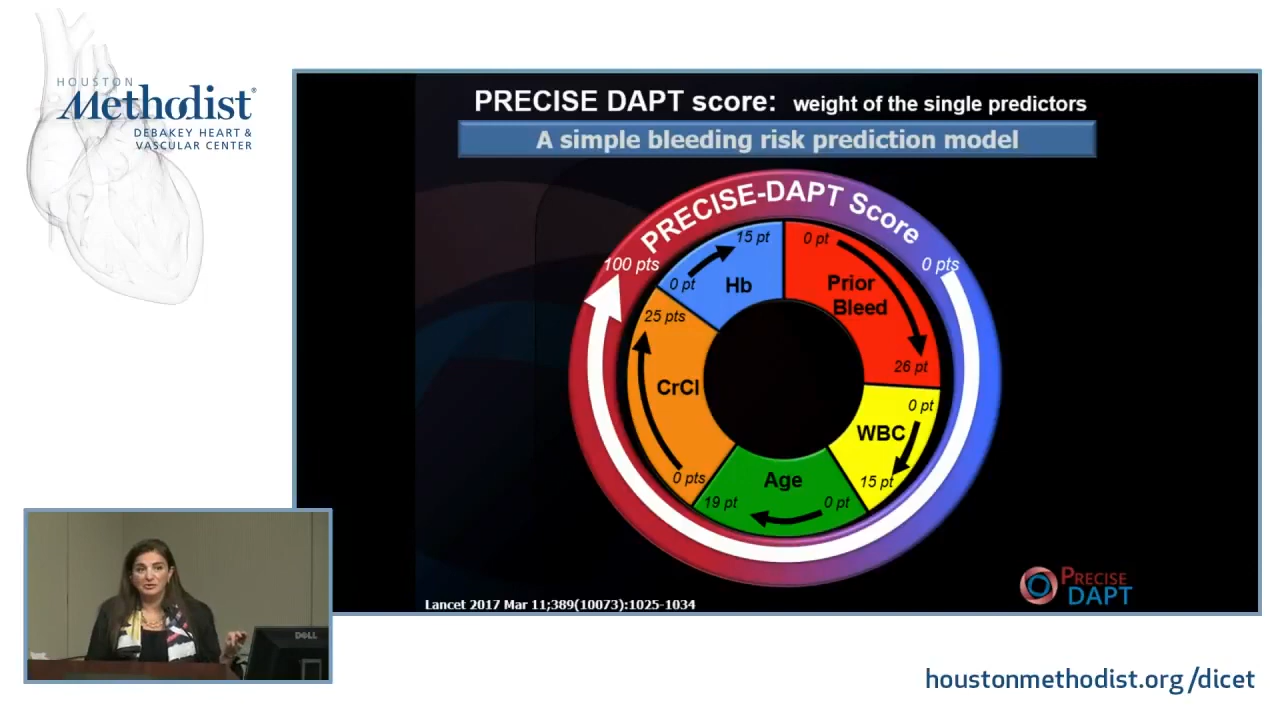 HOUSTON
Methodist®
DEBAKEY HEART &
VASCULAR CENTER
PRECISE DAPT score: weight of the single predictors
A simple bleeding risk prediction model
PRECISE-DAPT Score
100 pts
0 pts
15 pt
0 pt
Hb
0 pt
Prior
Bleed
26 pt
25 pts
CrCl
0 pts
0 pt
WBC
15 pt
Age
19 pt
0 pt
Lancet 2017 Mar 11;389(10073):1025-1034
PRECISE
DAPT
DELL
houstonmethodist.org/dicet